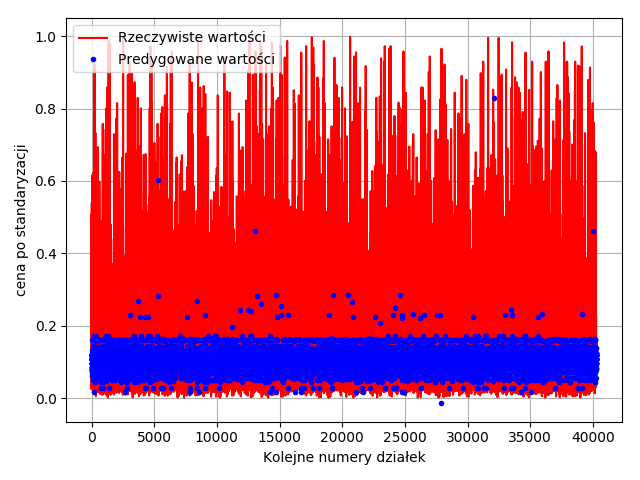 Rzeczywiste wartości
Predygowane wartości
1.0
0.8
0.6
0.4
0.2
0.0
cena po standaryzacji
0 5000 10000 15000 20000 25000 30000 35000 40000
Kolejne numery działek